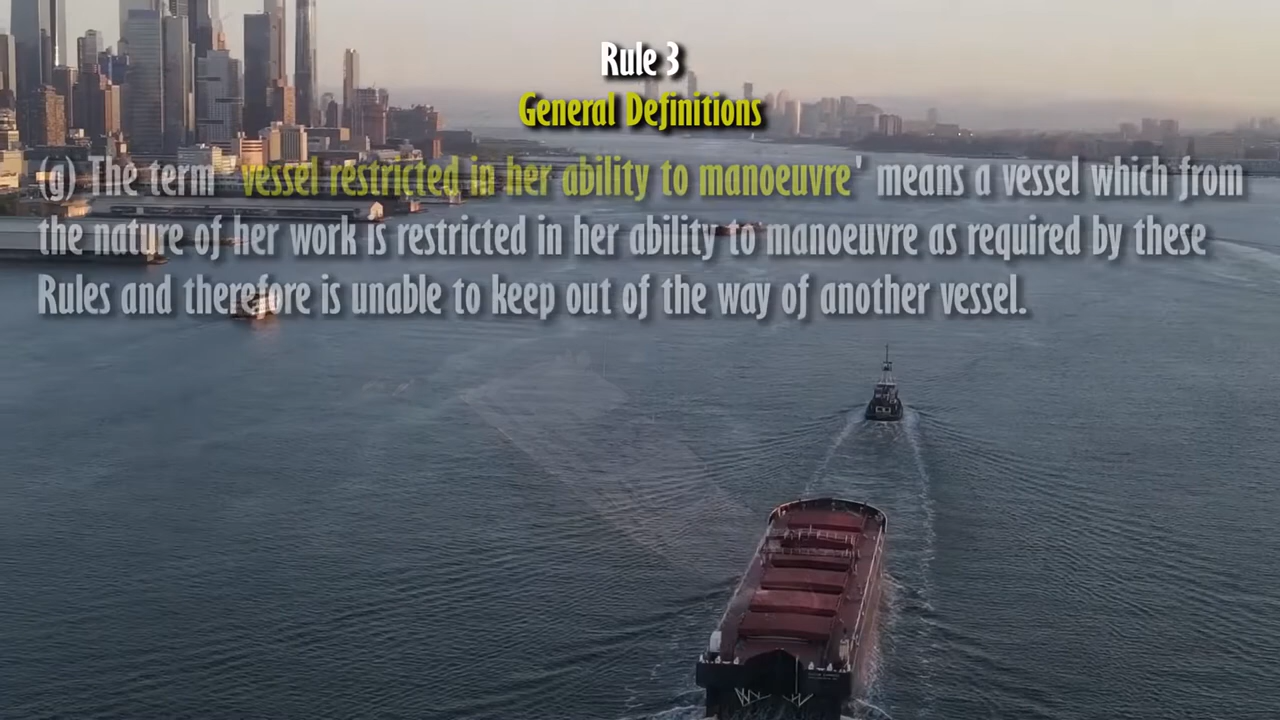 Rule 3
General Definitions
(g) The term 'vessel restricted in her ability to manoeuvre' means a vessel which from
the nature of her work is restricted in her ability to manoeuvre as required by these
Rules and therefore is unable to keep out of the way of another vessel.